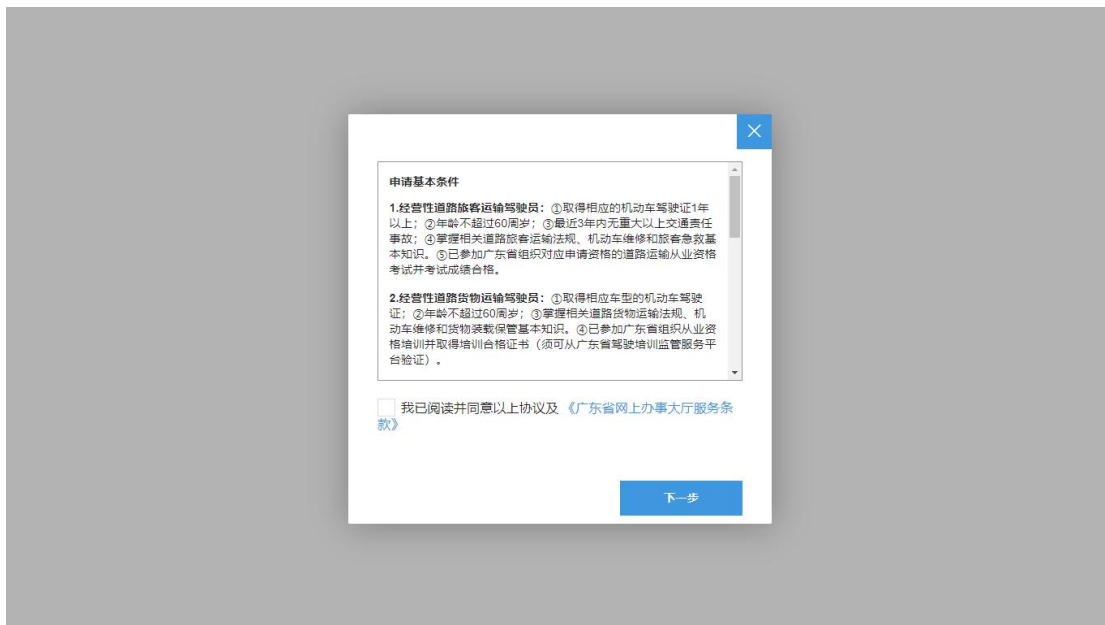 申请基本条件
1.经营性道路旅客运输驾驶员：①取得相应的机动车驾驶证1年
以上；②年龄不超过60周岁；③最近3年内无重大以上交通责任
事故；④掌握相关道路旅客运输法规、机动车维修和旅客急救基
本知识。⑤已参加广东省组织对应申请资格的道路运输从业资格
考试并考试成绩合格。
2.经营性道路货物运输驾驶员：①取得相应车型的机动车驾驶
证；②年龄不超过60周岁；③掌握相关道路货物运输法规、机
动车维修和货物装载保管基本知识。④已参加广东省组织从业资
格培训并取得培训合格证书（须可从广东省驾驶培训监管服务平
台验证）。
我已阅读并同意以上协议及《广东省网上办事大厅服务条
款》
下一步